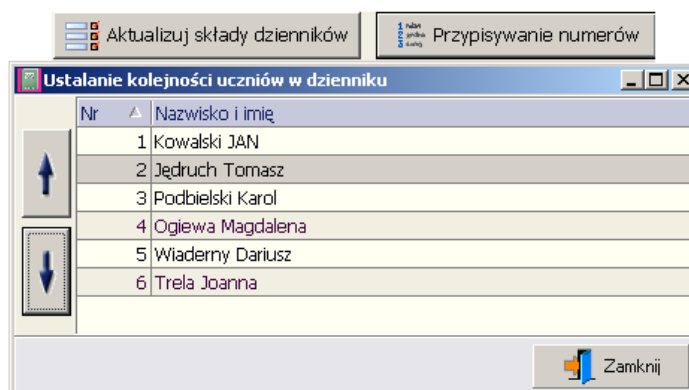 Aktualizuj składy dzienników
Przypisywanie numerów
Ustalanie kolejności uczniów w dzienniku
Nr Nazwisko i imię
1 Kowalski JAN
2 Jędruch Tomasz
3 Podbielski Karol
4 Ogiewa Magdalena
5 Wiaderny Dariusz
6 Trela Joanna
Zamknij